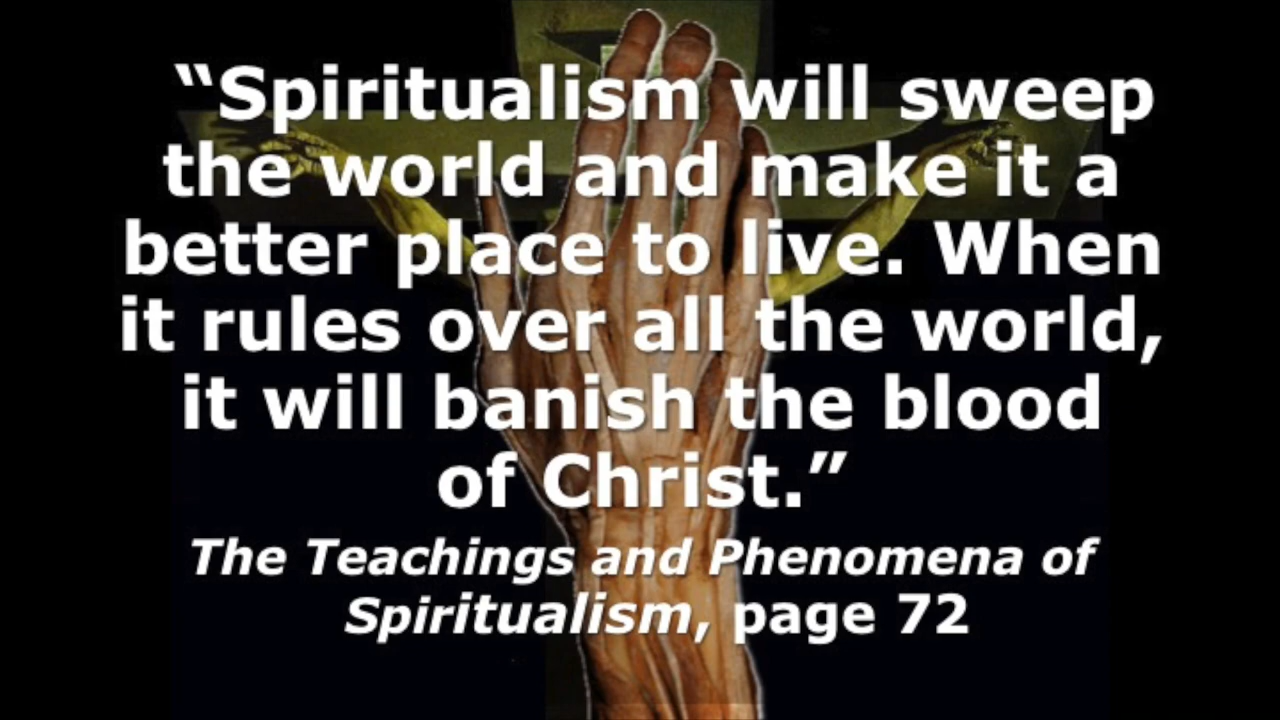 “Spiritualism will sweep
the world and make it a
better place to live. When
it rules over all the world,
it will banish the blood
of Christ.”
The Teachings and Phenomena of
Spiritualism, page 72